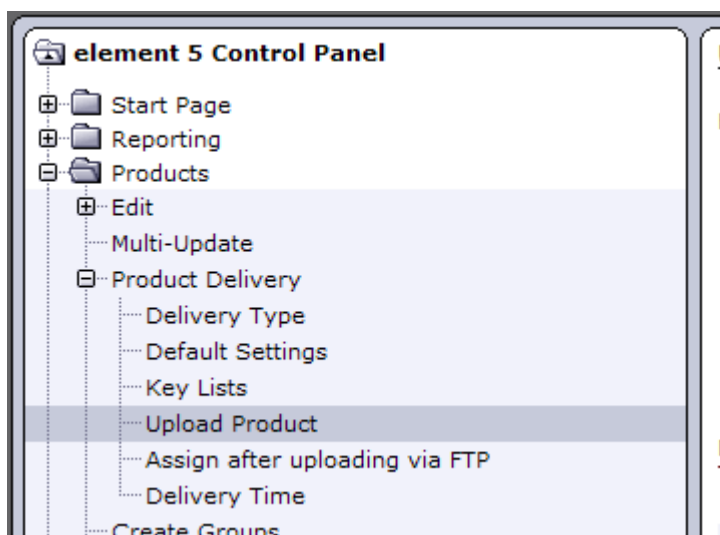 element 5 Control Panel
Start Page
Reporting
Products
Edit
Multi-Update
Product Delivery
Delivery Type
Default Settings
Key Lists
Upload Product
Assign after uploading via FTP
Delivery Time
Create Groups